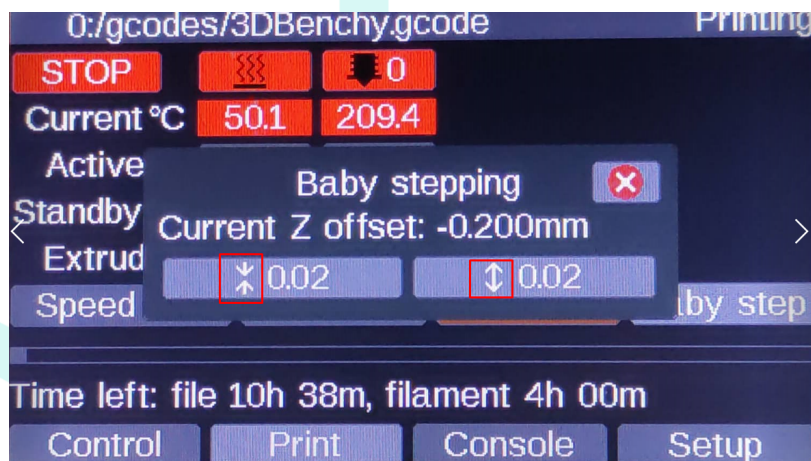 0:/gcodes/3DBenchy.gcode Printing
STOP 0
Current °C 50.1 209.4
Active
Baby stepping
Standby
Current Z offset: -0.200mm
Extrud
0.02 0.02
Speed by step
Time left: file 10h 38m, filament 4h 00m
Control Print Console Setup